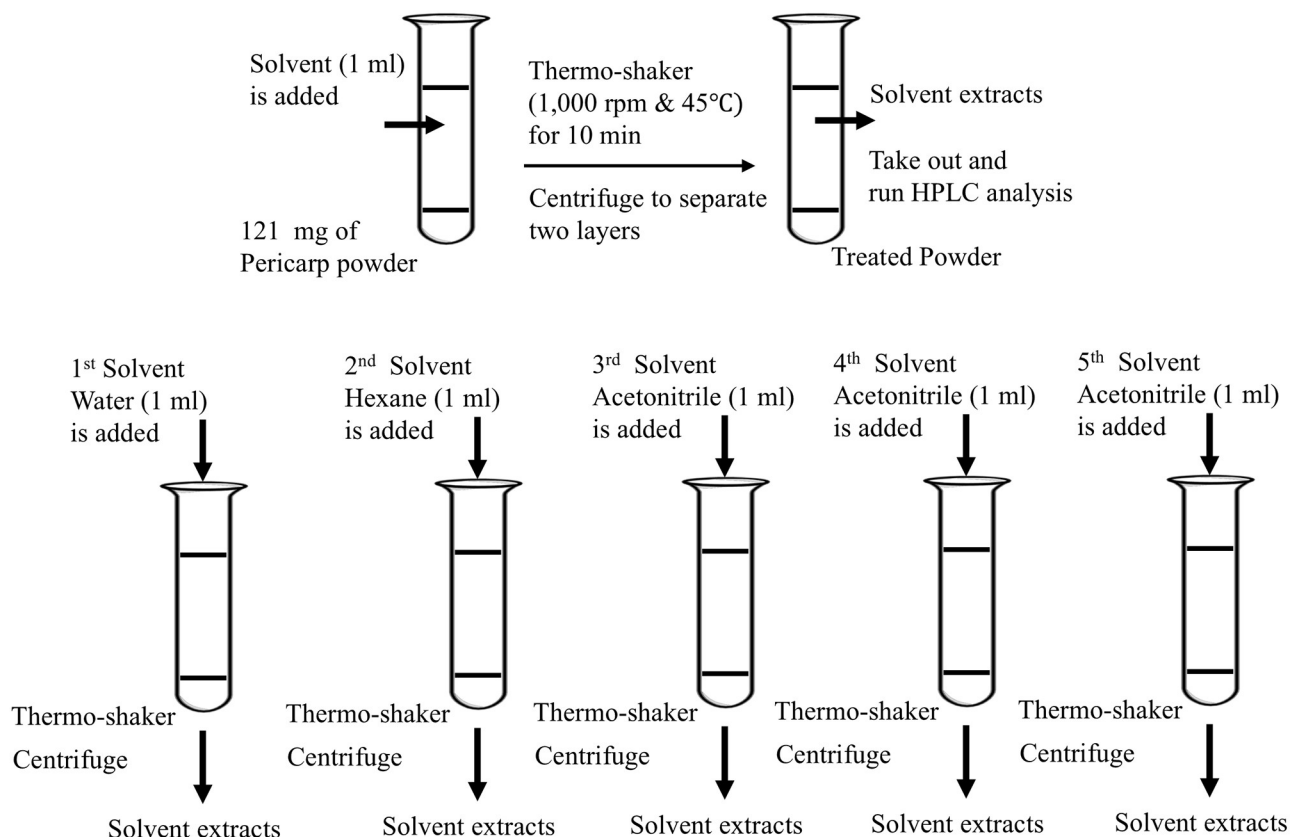 Solvent (1 ml)
is added
121  mg of
Pericarp powder
Thermo-shaker
(1,000 rpm & 45℃)
for 10 min
Centrifuge to separate
two layers
Solvent extracts
Take out and
run HPLC analysis
Treated Powder
1st Solvent
Water (1 ml)
is added
Thermo-shaker
Centrifuge
Solvent extracts
2nd  Solvent
Hexane (1 ml)
is added
Thermo-shaker
Centrifuge
Solvent extracts
3rd  Solvent
Acetonitrile (1 ml)
is added
Thermo-shaker
Centrifuge
Solvent extracts
4th  Solvent
Acetonitrile (1 ml)
is added
Thermo-shaker
Centrifuge
Solvent extracts
5th  Solvent
Acetonitrile (1 ml)
is added
Thermo-shaker
Centrifuge
Solvent extracts